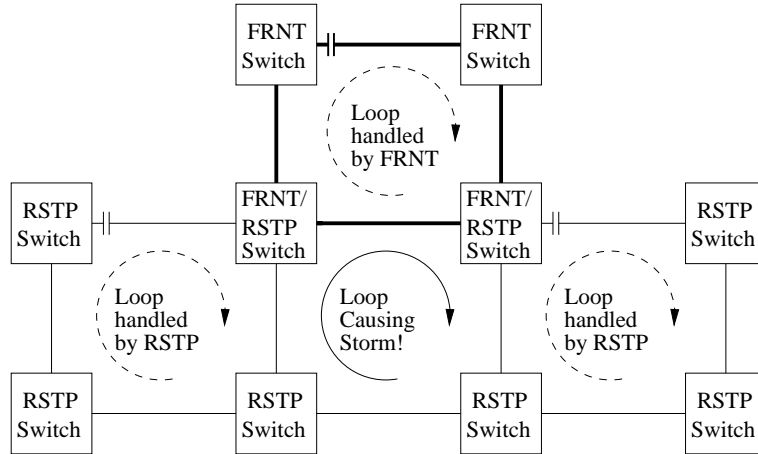 FRNT
Switch
FRNT
Switch
Loop
handled
by FRNT
RSTP
Switch
FRNT/
RSTP
Switch
FRNT/
RSTP
Switch
RSTP
Switch
Loop
handled
by RSTP
Loop
Causing
Storm!
Loop
handled
by RSTP
RSTP
Switch
RSTP
Switch
RSTP
Switch
RSTP
Switch